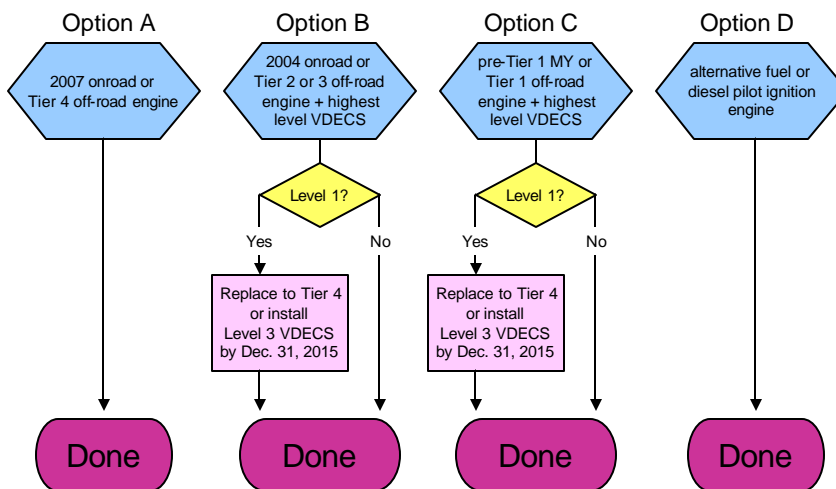 Option A
Option B
Option C
Option D
2007 onroad or
Tier 4 off-road engine
2004 onroad or
Tier 2 or 3 off-road
engine + highest
level VDECS
pre-Tier 1 MY or
Tier 1 off-road
engine + highest
level VDECS
alternative fuel or
diesel pilot ignition
engine
Level 1?
Level 1?
Yes
No
Yes
No
Replace to Tier 4
or install
Level 3 VDECS
by Dec. 31, 2015
Replace to Tier 4
or install
Level 3 VDECS
by Dec. 31, 2015
Done
Done
Done
Done